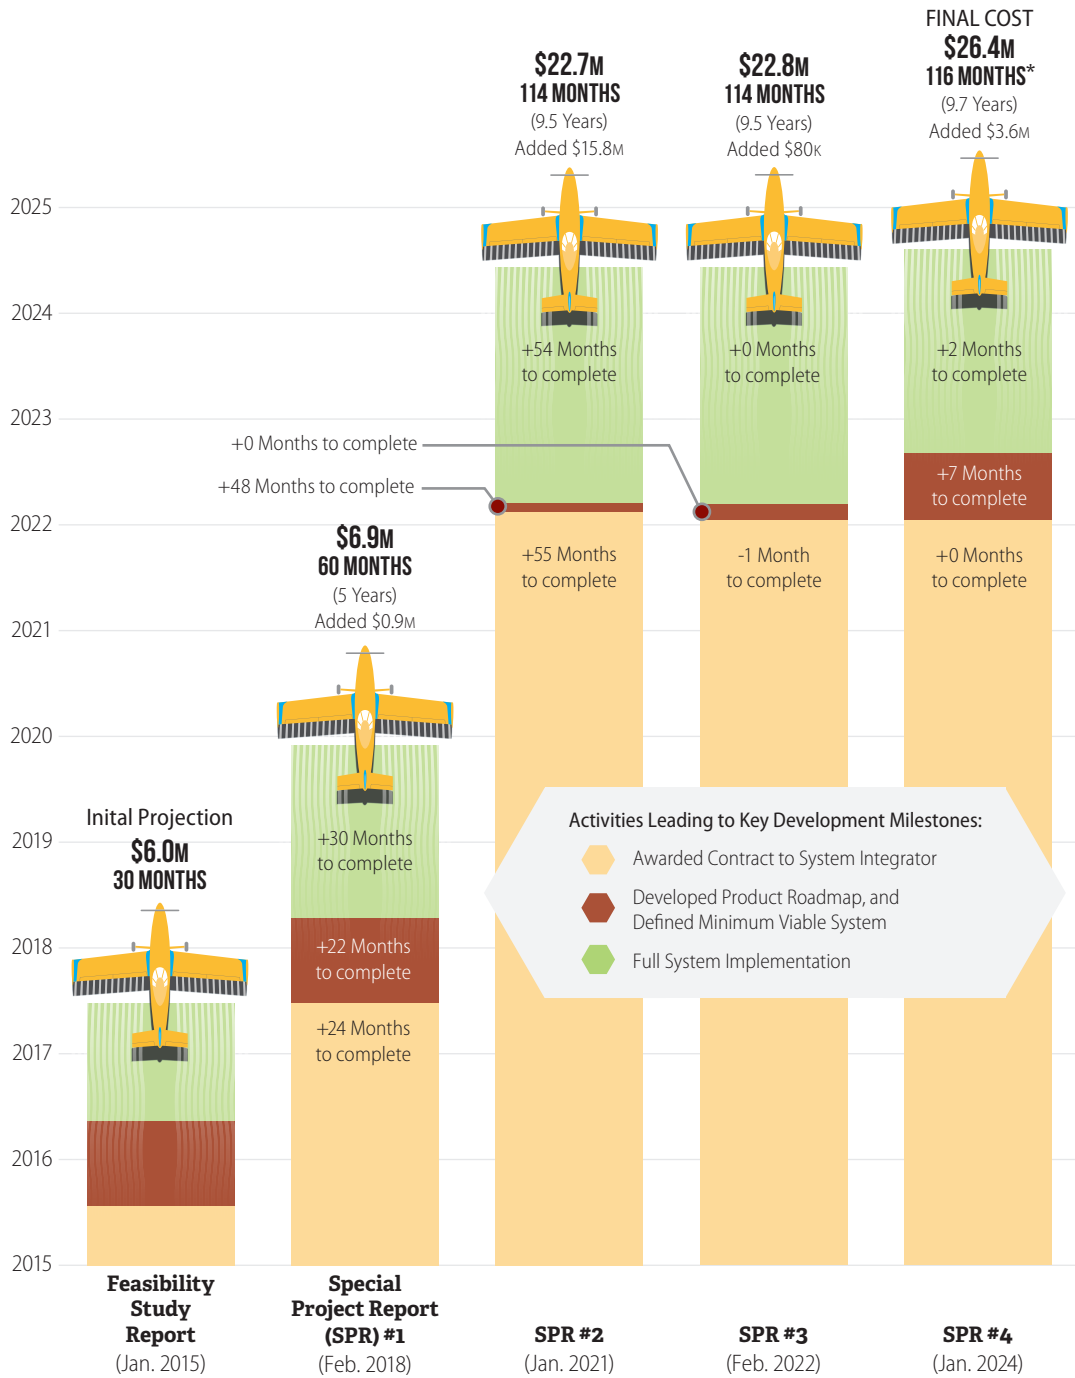 FINAL COST
$26.4M
116 MONTHS*
(9.7 Years)
Added $3.6M
$22.7M
114 MONTHS
(9.5 Years)
Added $15.8M
$22.8M
114 MONTHS
(9.5 Years)
Added $80K
2025
2024
+54 Months
to complete
+0 Months
to complete
+2 Months
to complete
2023
+0 Months to complete
+48 Months to complete
+7 Months
to complete
2022
$6.9M
60 MONTHS
(5 Years)
Added $0.9M
+55 Months
to complete
-1 Month
to complete
+0 Months
to complete
2021
2020
Inital Projection
$6.0M
30 MONTHS
2019
+30 Months
to complete
Activities Leading to Key Development Milestones:
Awarded Contract to System Integrator
Developed Product Roadmap, and
Defined Minimum Viable System
Full System Implementation
2018
+22 Months
to complete
+24 Months
to complete
2017
2016
2015
Feasibility
Study
Report
(Jan. 2015)
Special
Project Report
(SPR) #1
(Feb. 2018)
SPR #2
(Jan. 2021)
SPR #3
(Feb. 2022)
SPR #4
(Jan. 2024)